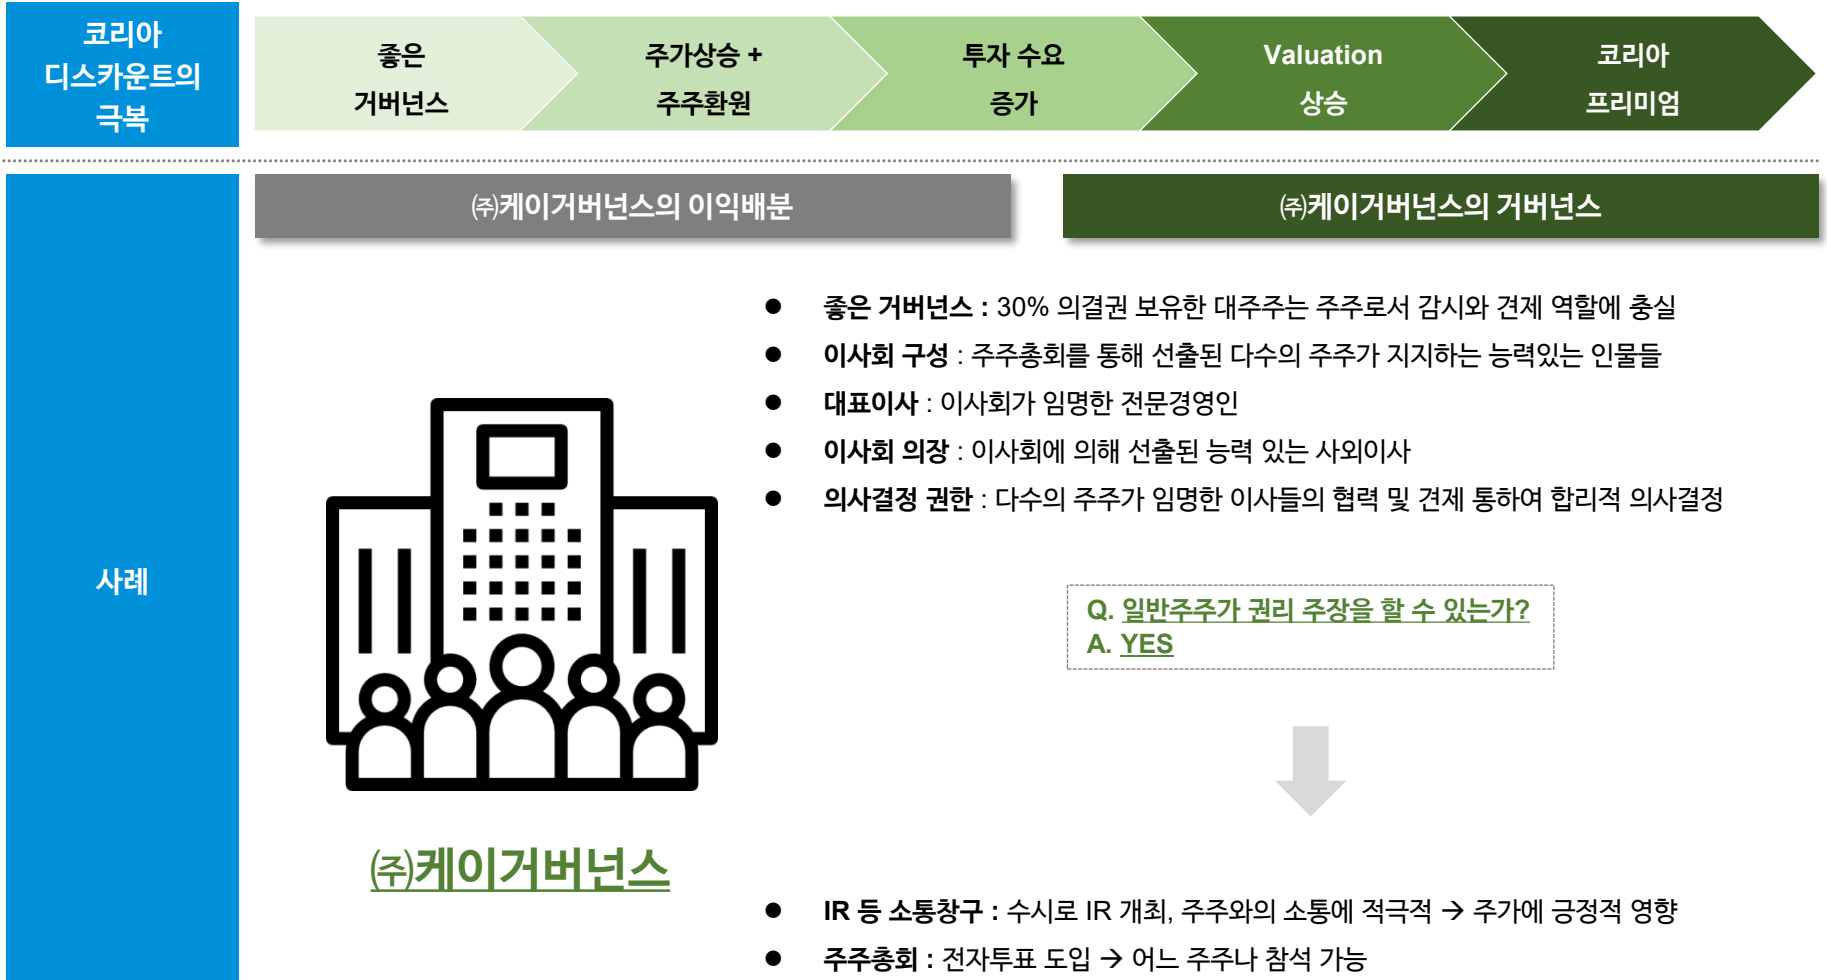 코리아
디스카운트의
극복
좋은
거버넌스
주가상승 +
주주환원
투자 수요
증가
Valuation
상승
코리아
프리미엄
사례
㈜케이거버넌스의 이익배분
㈜케이거버넌스의 거버넌스
● 좋은 거버넌스 : 30% 의결권 보유한 대주주는 주주로서 감시와 견제 역할에 충실
● 이사회 구성 : 주주총회를 통해 선출된 다수의 주주가 지지하는 능력있는 인물들
● 대표이사 : 이사회가 임명한 전문경영인
● 이사회 의장 : 이사회에 의해 선출된 능력 있는 사외이사
● 의사결정 권한 : 다수의 주주가 임명한 이사들의 협력 및 견제 통하여 합리적 의사결정
Q. 일반주주가 권리 주장을 할 수 있는가?
A. YES
㈜케이거버넌스
● IR 등 소통창구 : 수시로 IR 개최, 주주와의 소통에 적극적 → 주가에 긍정적 영향
● 주주총회 : 전자투표 도입 → 어느 주주나 참석 가능